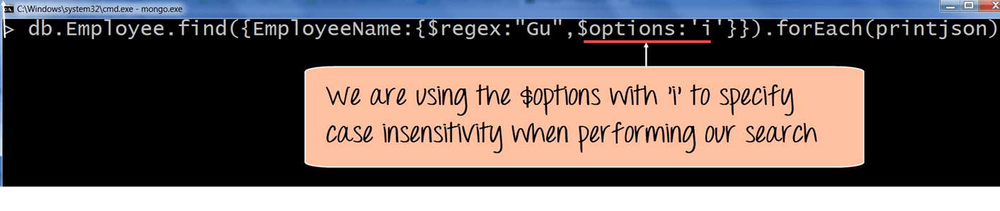 C:\Windows\system32\cmd.exe - mongo.exe
> db.Employee.find({EmployeeName:{$regex:"Gu",$options:'i'}}).forEach(printjson)
We are using the $options with 'i' to specify
case insensitivity when performing our search